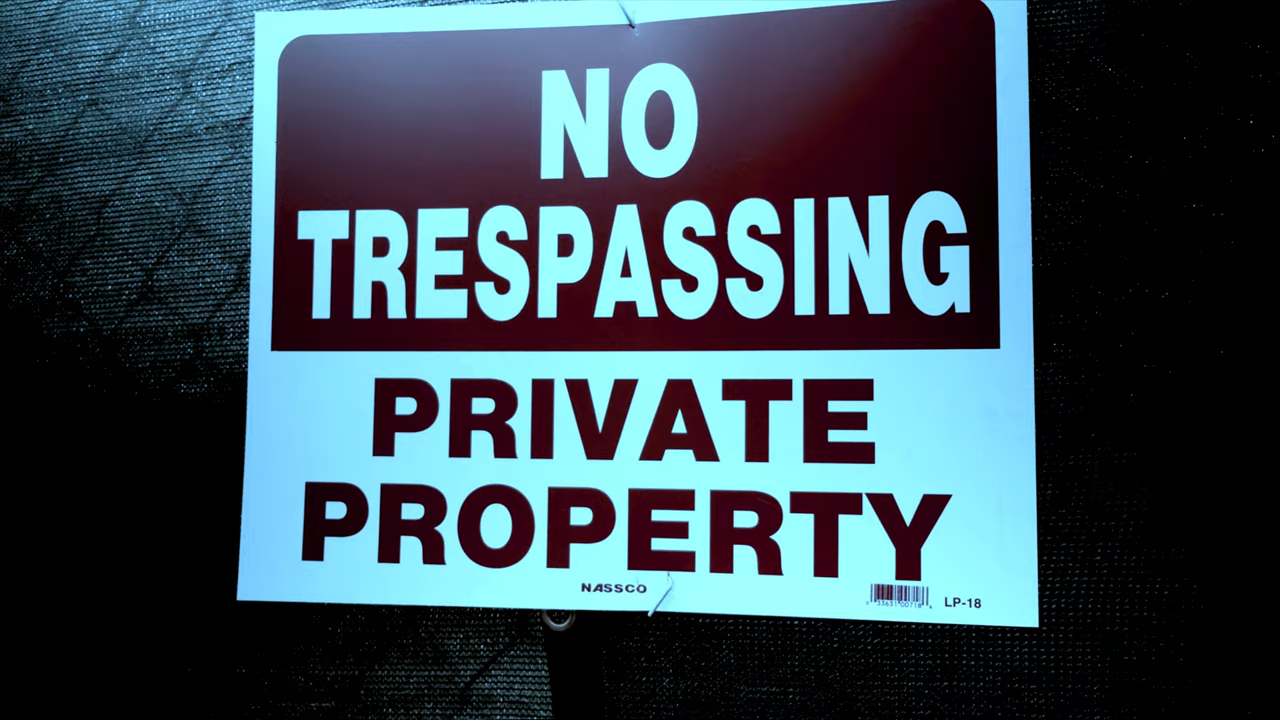 NO
TRESPASSING
PRIVATE
PROPERTY
NASSCO
LP-18